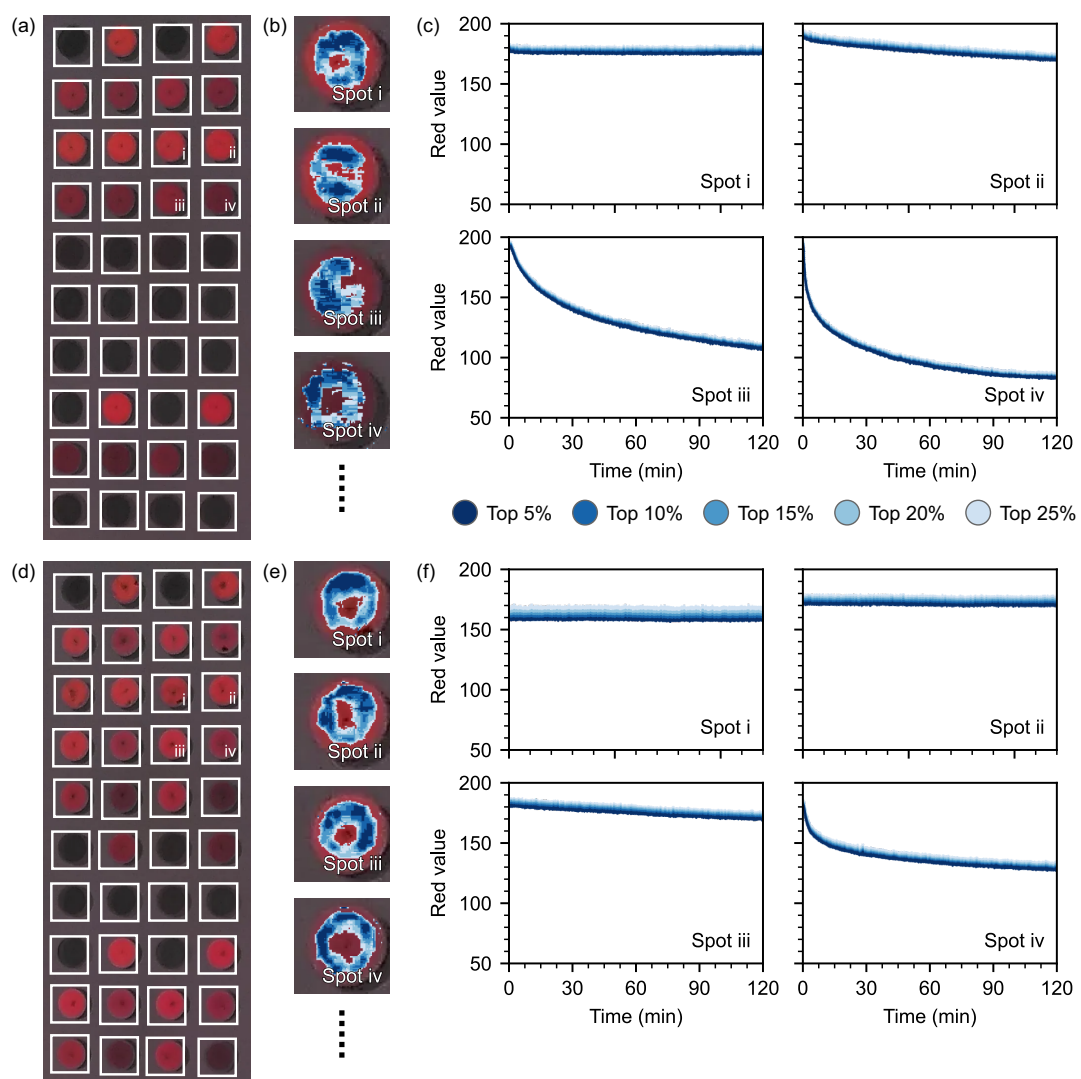 (a)
i
ii
iii
iv
(b)
Spot i
Spot ii
Spot iii
Spot iv
(c)
200
150
100
50
Red value
Spot i
Spot ii
200
150
100
50
Red value
Spot iii
Spot iv
0 30 60 90 120
0 30 60 90 120
Time (min)
Time (min)
Top 5% Top 10% Top 15% Top 20% Top 25%
(d)
i
ii
iii
iv
(e)
Spot i
Spot ii
Spot iii
Spot iv
(f)
200
150
100
50
Red value
Spot i
Spot ii
200
150
100
50
Red value
Spot iii
Spot iv
0 30 60 90 120
0 30 60 90 120
Time (min)
Time (min)